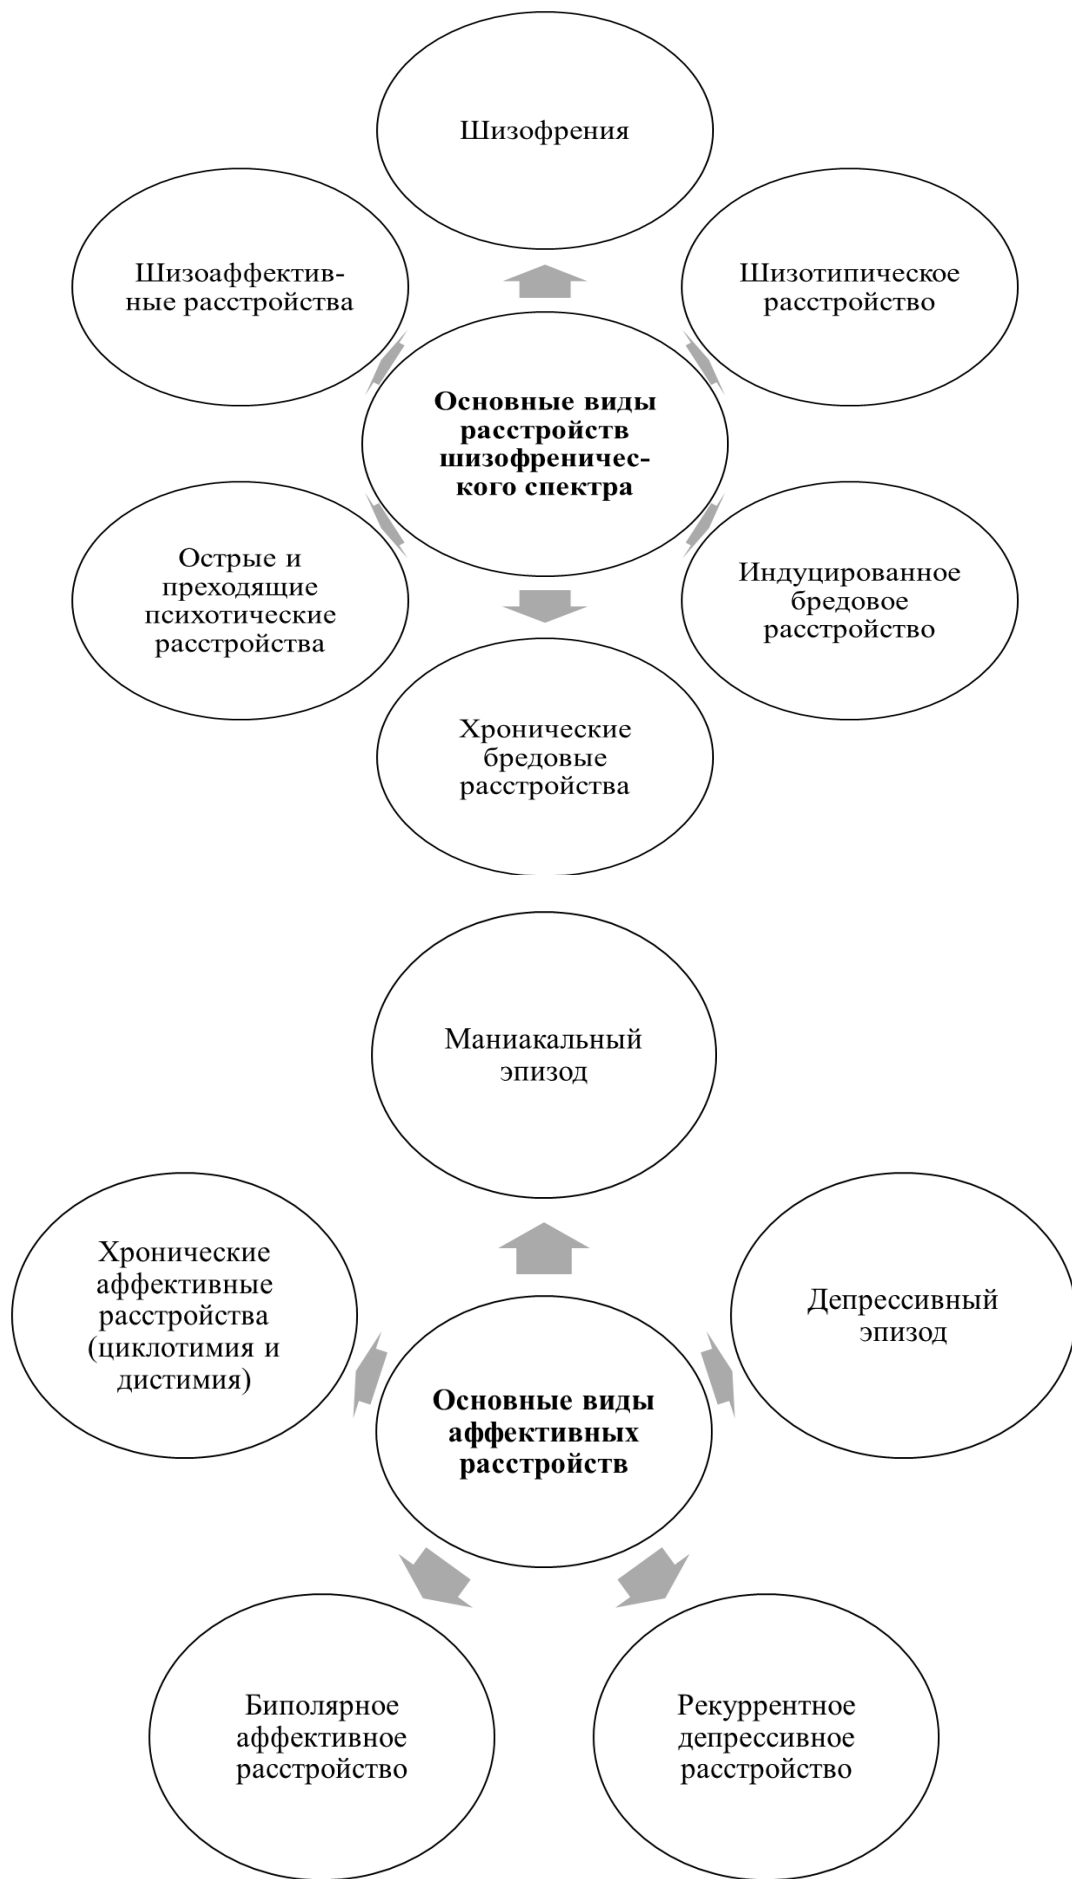 Шизофрения
Шизоаффектив-
ные расстройства
Шизотипическое
расстройство
Основные виды
расстройств
шизофреничес-
кого спектра
Острые и
преходящие
психотические
расстройства
Индуцированное
бредовое
расстройство
Хронические
бредовые
расстройства
Маниакальный
эпизод
Хронические
аффективные
расстройства
(циклотимия и
дистимия)
Депрессивный
эпизод
Основные виды
аффективных
расстройств
Биполярное
аффективное
расстройство
Рекуррентное
депрессивное
расстройство